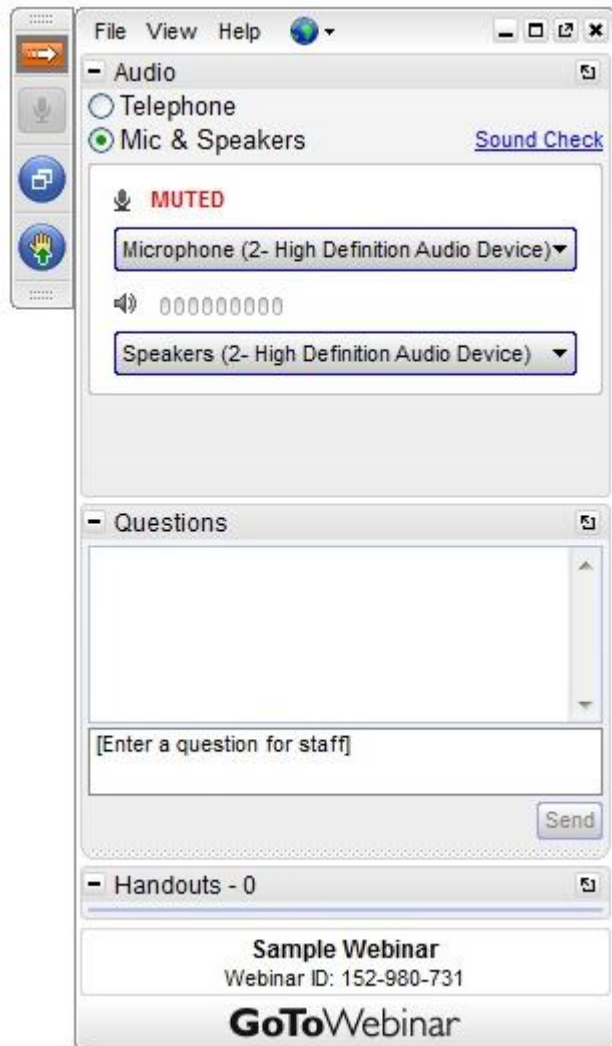 File View Help
Audio
Telephone
Mic & Speakers Sound Check
MUTED
Microphone (2- High Definition Audio Device)
000000000
Speakers (2- High Definition Audio Device)
Questions
[Enter a question for staff]
Send
Handouts - 0
Sample Webinar
Webinar ID: 152-980-731
GoToWebinar